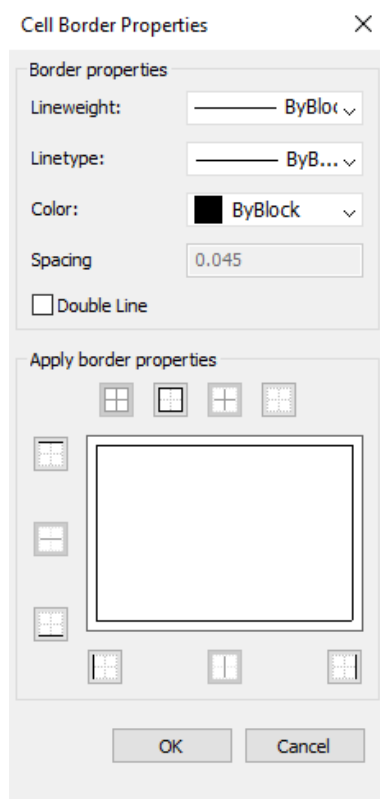 Cell Border Properties
Border properties
Lineweight: ByBloc
Linetype: ByB...
Color: ByBlock
Spacing 0.045
Double Line
Apply border properties
OK Cancel